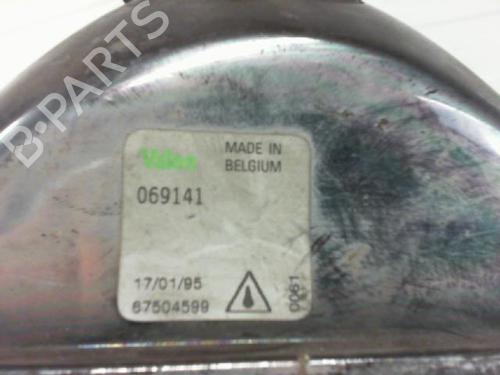 B-PARTS
Valeo
MADE IN
BELGIUM
069141
17/01/95
67504599
0061